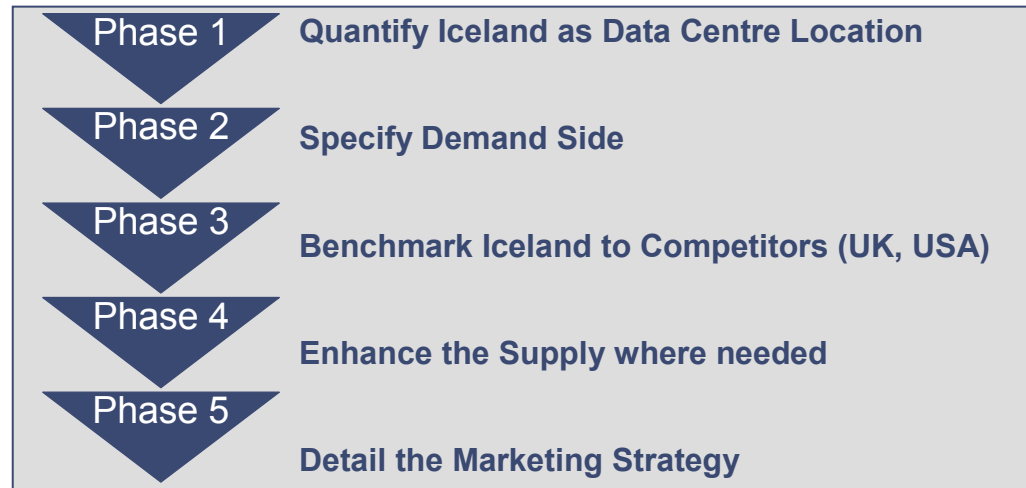 Phase 1
Quantify Iceland as Data Centre Location
Phase 2
Specify Demand Side
Phase 3
Benchmark Iceland to Competitors (UK, USA)
Phase 4
Enhance the Supply where needed
Phase 5
Detail the Marketing Strategy